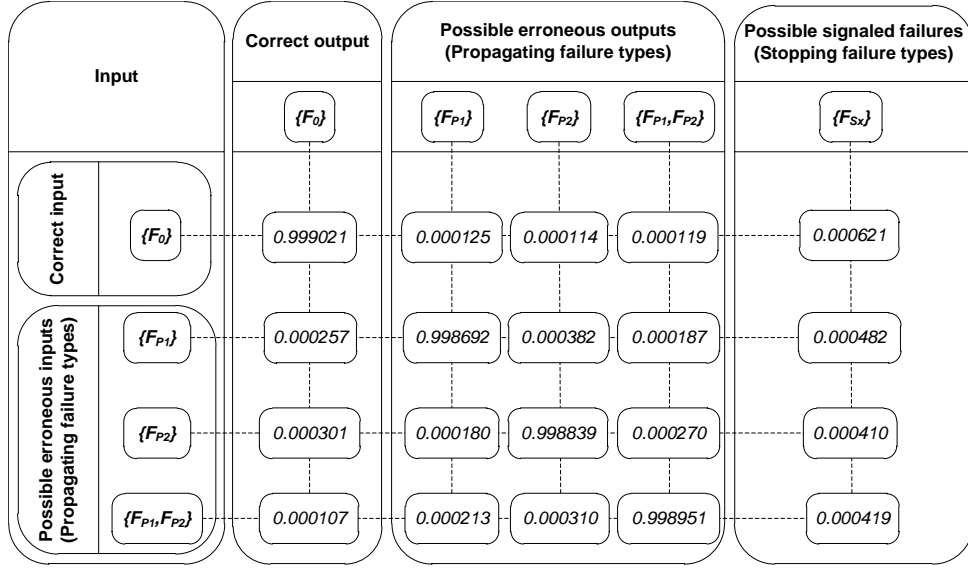 Input
Correct output
Possible erroneous outputs
(Propagating failure types)
Possible signaled failures
(Stopping failure types)
{F0}
{FP1}
{FP2}
{FP1,FP2}
{FSx}
Correct input
{F0}
0.999021
0.000125
0.000114
0.000119
0.000621
Possible erroneous inputs
(Propagating failure types)
{FP1}
0.000257
0.998692
0.000382
0.000187
0.000482
{FP2}
0.000301
0.000180
0.998839
0.000270
0.000410
{FP1,FP2}
0.000107
0.000213
0.000310
0.998951
0.000419